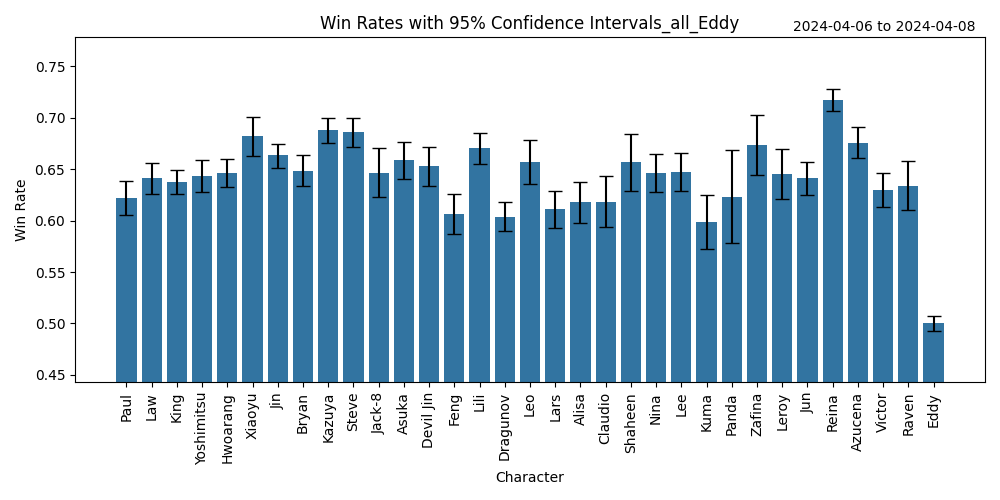 Win Rates with 95% Confidence Intervals_all_Eddy
2024-04-06 to 2024-04-08
Win Rate
0.75
0.70
0.65
0.60
0.55
0.50
0.45
Paul
Law
King
Yoshimitsu
Hwoarang
Xiaoyu
Jin
Bryan
Kazuya
Steve
Jack-8
Asuka
Devil Jin
Feng
Lili
Dragunov
Leo
Lars
Alisa
Claudio
Shaheen
Nina
Lee
Kuma
Panda
Zafina
Leroy
Jun
Reina
Azucena
Victor
Raven
Eddy
Character